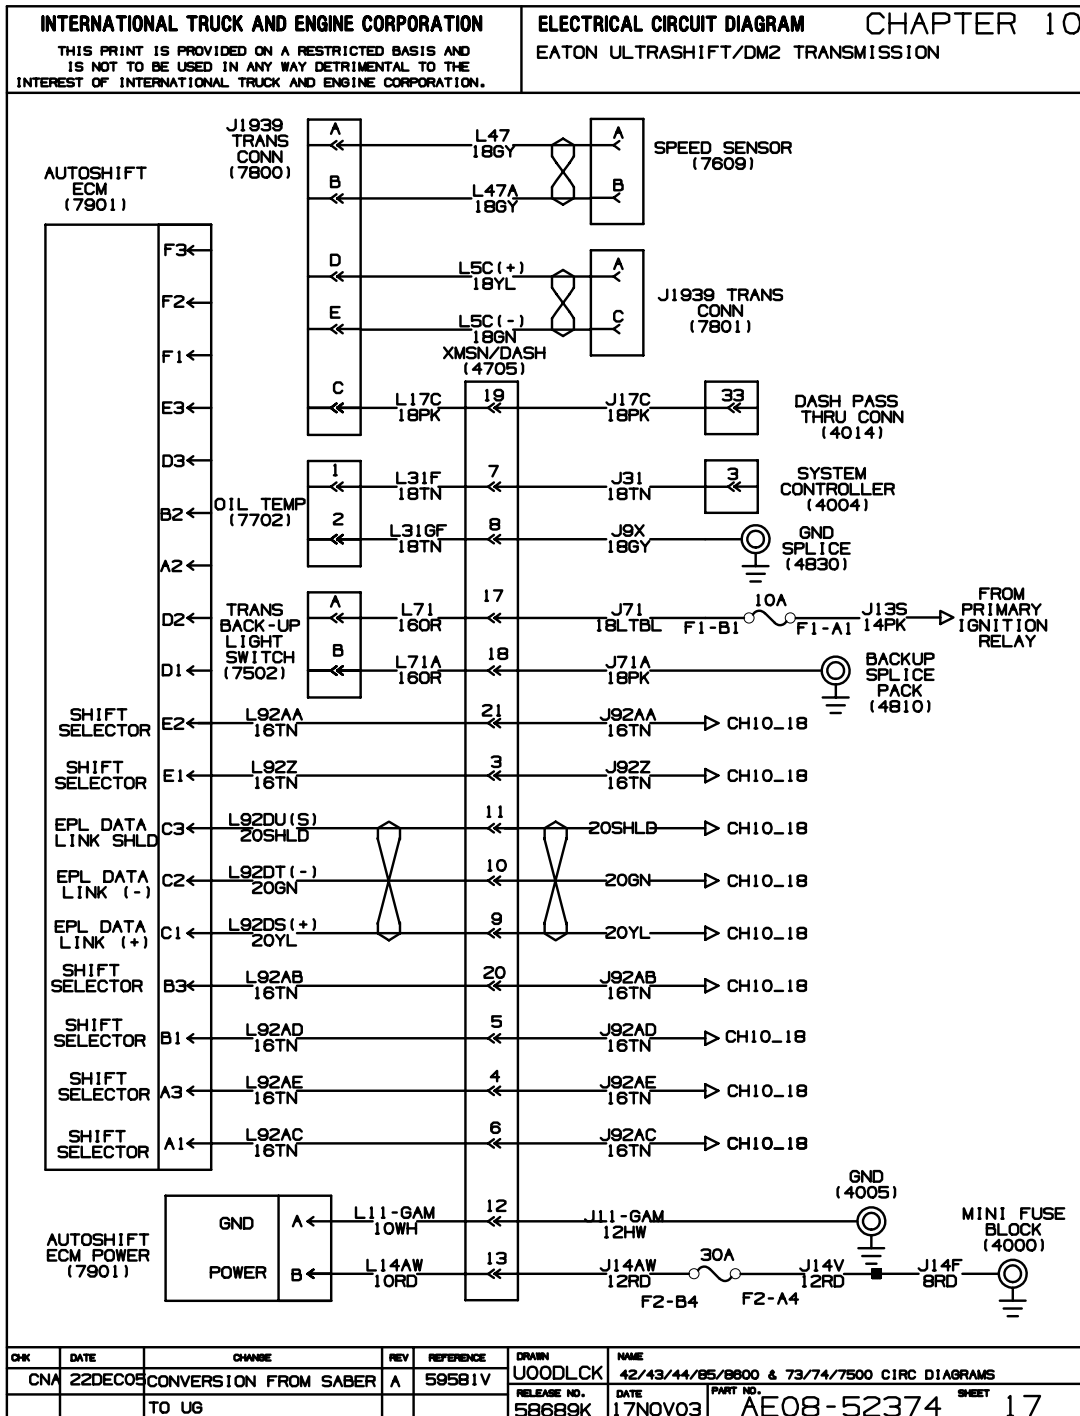 INTERNATIONAL TRUCK AND ENGINE CORPORATION
THIS PRINT IS PROVIDED ON A RESTRICTED BASIS AND
IS NOT TO BE USED IN ANY WAY DETRIMENTAL TO THE
INTEREST OF INTERNATIONAL TRUCK AND ENGINE CORPORATION.
ELECTRICAL CIRCUIT DIAGRAM CHAPTER 10
EATON ULTRASHIFT/DM2 TRANSMISSION
J1939
TRANS
CONN
(7800)
A
B
D
E
C
L47
18GY
L47A
18GY
A
B
SPEED SENSOR
(7609)
L5C(+)
18YL
L5C(-)
18GN
A
C
J1939 TRANS
CONN
(7801)
AUTOSHIFT
ECM
(7901)
F3
F2
F1
E3
D3
B2
A2
D2
D1
XMSN/DASH
(4705)
L17C
18PK
19
J17C
18PK
33
DASH PASS
THRU CONN
(4014)
OIL TEMP
(7702)
1
2
L31F
18TN
7
J31
18TN
3
SYSTEM
CONTROLLER
(4004)
L31GF
18TN
8
J9X
18GY
GND
SPLICE
(4830)
TRANS
BACK-UP
LIGHT
SWITCH
(7502)
A
B
L71
16OR
17
J71
18LTBL
F1-B1
10A
F1-A1
J13S
14PK
FROM
PRIMARY
IGNITION
RELAY
L71A
16OR
18
J71A
18PK
BACKUP
SPLICE
PACK
(4810)
SHIFT
SELECTOR
E2
L92AA
16TN
21
J92AA
16TN
CH10_18
SHIFT
SELECTOR
E1
L92Z
16TN
3
J92Z
16TN
CH10_18
EPL DATA
LINK SHLD
C3
L92DU(S)
20SHLD
11
20SHLD
CH10_18
EPL DATA
LINK (-)
C2
L92DT(-)
20GN
10
20GN
CH10_18
EPL DATA
LINK (+)
C1
L92DS(+)
20YL
9
20YL
CH10_18
SHIFT
SELECTOR
B3
L92AB
16TN
20
J92AB
16TN
CH10_18
SHIFT
SELECTOR
B1
L92AD
16TN
5
J92AD
16TN
CH10_18
SHIFT
SELECTOR
A3
L92AE
16TN
4
J92AE
16TN
CH10_18
SHIFT
SELECTOR
A1
L92AC
16TN
6
J92AC
16TN
CH10_18
AUTOSHIFT
ECM POWER
(7901)
GND
A
L11-GAM
10WH
12
J11-GAM
12HW
GND
(4005)
POWER
B
L14AW
10RD
13
J14AW
12RD
F2-B4
30A
F2-A4
J14V
12RD
J14F
8RD
MINI FUSE
BLOCK
(4000)
CHK DATE CHANGE REV REFERENCE DRAWN NAME
CNA 22DEC05 CONVERSION FROM SABER A 59581V UOODLCK 42/43/44/85/8600 & 73/74/7500 CIRC DIAGRAMS
TO UG
RELEASE NO. DATE PART NO. SHEET
58689K 17NOV03 AE08-52374 17